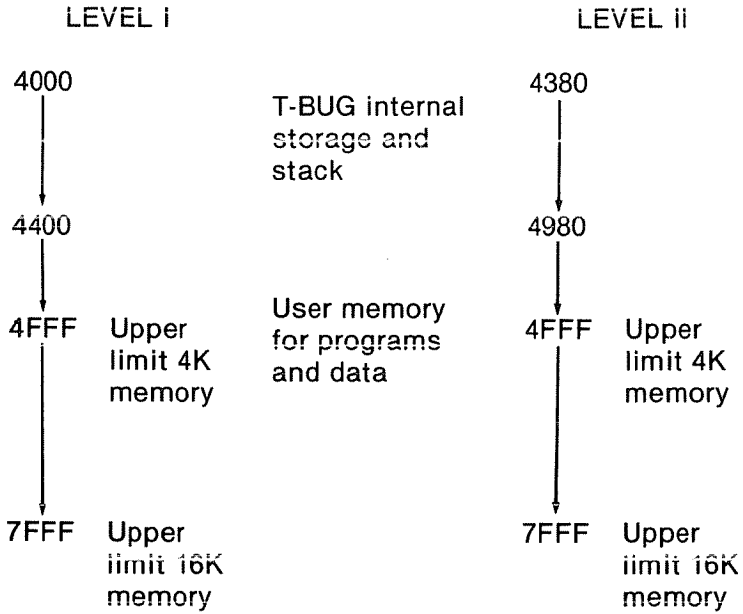 LEVEL I LEVEL II
4000 4380
T-BUG internal
storage and
stack
4400 4980
User memory
for programs
and data
4FFF Upper
limit 4K
memory
4FFF Upper
limit 4K
memory
7FFF Upper
limit 16K
memory
7FFF Upper
limit 16K
memory